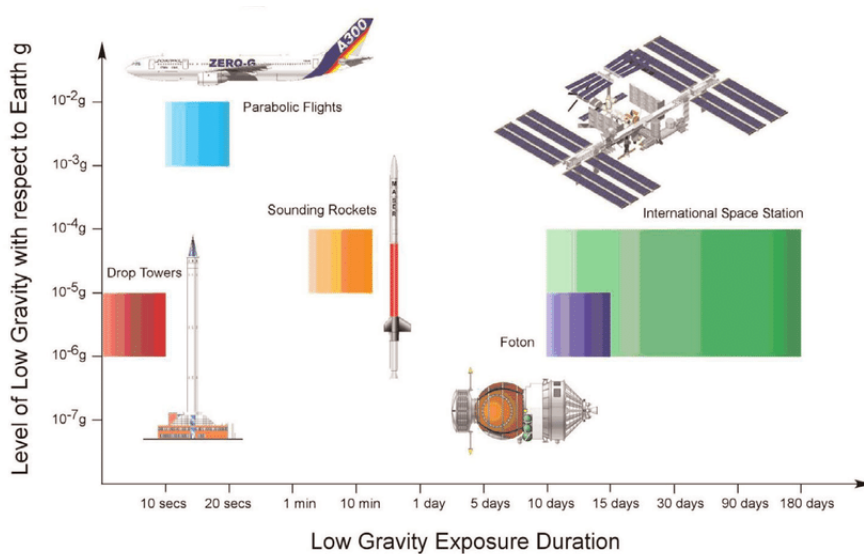 A300
ZERO-G
Parabolic Flights
10⁻²g
10⁻³g
10⁻⁴g
10⁻⁵g
10⁻⁶g
10⁻⁷g
Level of Low Gravity with respect to Earth g
Sounding Rockets
MASER
International Space Station
Drop Towers
Foton
10 secs 20 secs 1 min 10 min 1 day 5 days 10 days 15 days 30 days 90 days 180 days
Low Gravity Exposure Duration